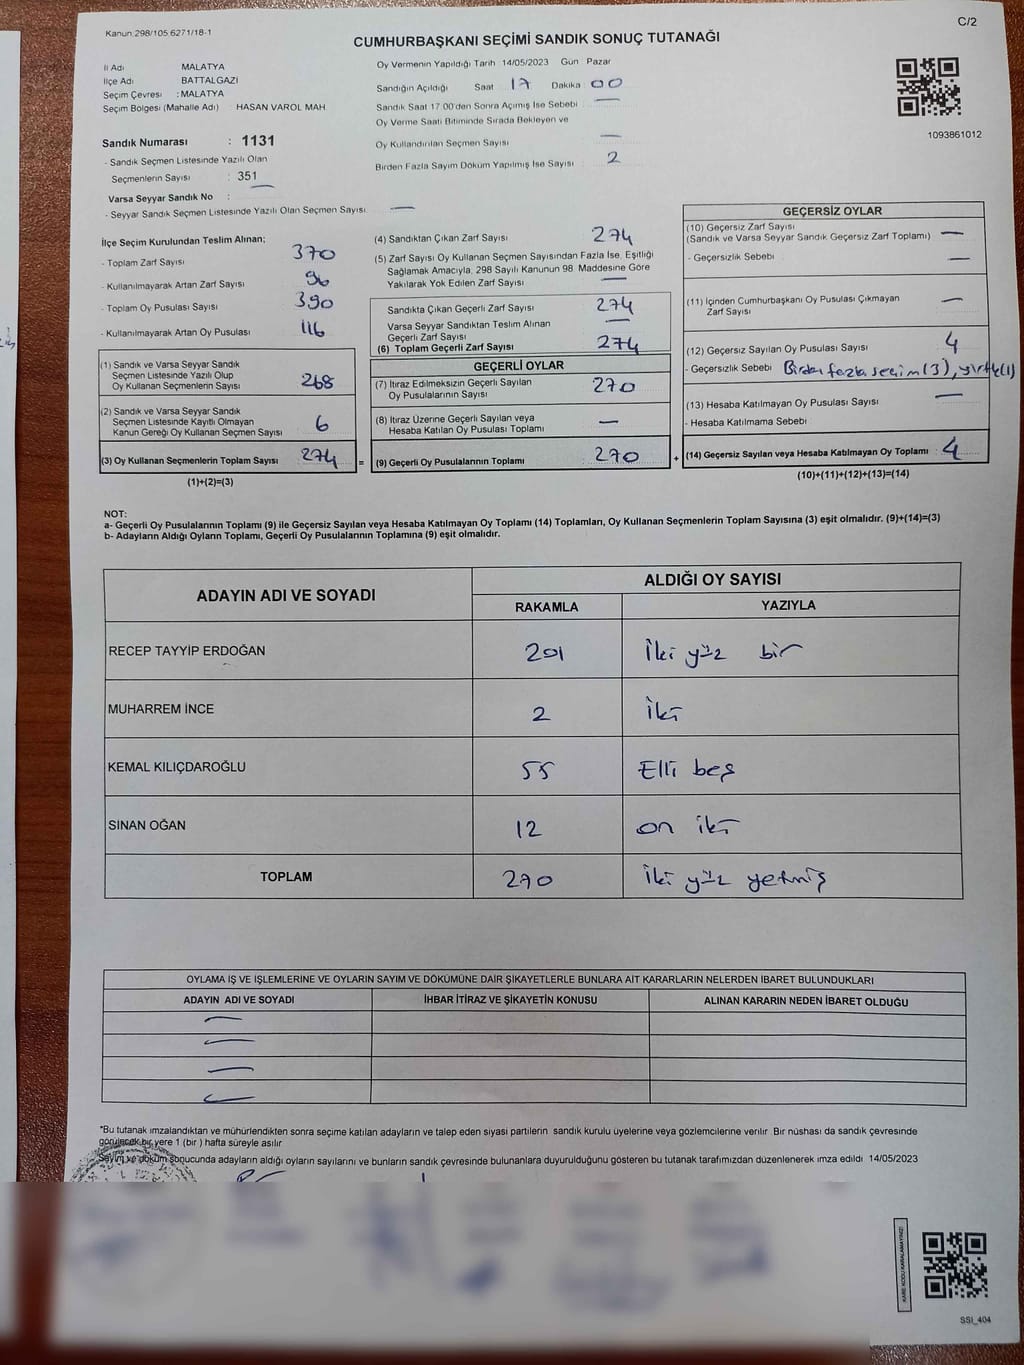 C/2
Kanun.298/105 6271/18-1
CUMHURBAŞKANI SEÇİMİ SANDIK SONUÇ TUTANAĞI
İl Adı MALATYA
İlçe Adı BATTALGAZİ
Seçim Çevresi : MALATYA
Seçim Bölgesi (Mahalle Adı) HASAN VAROL MAH
Oy Vermenin Yapıldığı Tarih 14/05/2023 Gün Pazar
Sandığın Açıldığı Saat 17 Dakika 00
Sandık Saat 17.00'den Sonra Açımış İse Sebebi —
Oy Verme Saati Bitiminde Sırada Bekleyen ve
Oy Kullandırılan Seçmen Sayısı —
Birden Fazla Sayım Döküm Yapılmış İse Sayısı 2
1093861012
Sandık Numarası : 1131
- Sandık Seçmen Listesinde Yazılı Olan
Seçmenlerin Sayısı : 351
Varsa Seyyar Sandık No : —
- Seyyar Sandık Seçmen Listesinde Yazılı Olan Seçmen Sayısı —
İlçe Seçim Kurulundan Teslim Alınan;
- Toplam Zarf Sayısı 370
- Kullanılmayarak Artan Zarf Sayısı 96
- Toplam Oy Pusulası Sayısı 390
- Kullanılmayarak Artan Oy Pusulası 116
(1) Sandık ve Varsa Seyyar Sandık
Seçmen Listesinde Yazılı Olup
Oy Kullanan Seçmenlerin Sayısı 268
(2) Sandık ve Varsa Seyyar Sandık
Seçmen Listesinde Kayıtlı Olmayan
Kanun Gereği Oy Kullanan Seçmen Sayısı 6
(3) Oy Kullanan Seçmenlerin Toplam Sayısı 274 =
(1)+(2)=(3)
(4) Sandıktan Çıkan Zarf Sayısı 274
(5) Zarf Sayısı Oy Kullanan Seçmen Sayısından Fazla İse, Eşitliği
Sağlamak Amacıyla, 298 Sayılı Kanunun 98. Maddesine Göre
Yakılarak Yok Edilen Zarf Sayısı —
Sandıkta Çıkan Geçerli Zarf Sayısı 274
Varsa Seyyar Sandıktan Teslim Alınan
Geçerli Zarf Sayısı —
(6) Toplam Geçerli Zarf Sayısı 274
GEÇERLİ OYLAR
(7) İtiraz Edilmeksizin Geçerli Sayılan
Oy Pusulalarının Sayısı 270
(8) İtiraz Üzerine Geçerli Sayılan veya
Hesaba Katılan Oy Pusulası Toplamı —
(9) Geçerli Oy Pusulalarının Toplamı 270 +
GEÇERSİZ OYLAR
(10) Geçersiz Zarf Sayısı
(Sandık ve Varsa Seyyar Sandık Geçersiz Zarf Toplamı) —
- Geçersizlik Sebebi —
(11) İçinden Cumhurbaşkanı Oy Pusulası Çıkmayan
Zarf Sayısı —
(12) Geçersiz Sayılan Oy Pusulası Sayısı 4
- Geçersizlik Sebebi Birden fazla seçim(3), yırtık(1)
(13) Hesaba Katılmayan Oy Pusulası Sayısı —
- Hesaba Katılmama Sebebi
(14) Geçersiz Sayılan veya Hesaba Katılmayan Oy Toplamı : 4
(10)+(11)+(12)+(13)=(14)
NOT:
a- Geçerli Oy Pusulalarının Toplamı (9) ile Geçersiz Sayılan veya Hesaba Katılmayan Oy Toplamı (14) Toplamları, Oy Kullanan Seçmenlerin Toplam Sayısına (3) eşit olmalıdır. (9)+(14)=(3)
b- Adayların Aldığı Oyların Toplamı, Geçerli Oy Pusulalarının Toplamına (9) eşit olmalıdır.
ADAYIN ADI VE SOYADI ALDIĞI OY SAYISI
RAKAMLA YAZIYLA
RECEP TAYYİP ERDOĞAN 201 İki yüz bir
MUHARREM İNCE 2 İki
KEMAL KILIÇDAROĞLU 55 Elli beş
SİNAN OĞAN 12 on iki
TOPLAM 270 İki yüz yetmiş
OYLAMA İŞ VE İŞLEMLERİNE VE OYLARIN SAYIM VE DÖKÜMÜNE DAİR ŞİKAYETLERLE BUNLARA AİT KARARLARIN NELERDEN İBARET BULUNDUKLARI
ADAYIN ADI VE SOYADI İHBAR İTİRAZ VE ŞİKAYETİN KONUSU ALINAN KARARIN NEDEN İBARET OLDUĞU
—
—
—
—
*Bu tutanak imzalandıktan ve mühürlendikten sonra seçime katılan adayların ve talep eden siyasi partilerin sandık kurulu üyelerine veya gözlemcilerine verilir. Bir nüshası da sandık çevresinde
görülecek bir yere 1 (bir) hafta süreyle asılır
Sayım ve döküm sonucunda adayların aldığı oyların sayılarını ve bunların sandık çevresinde bulunanlara duyurulduğunu gösteren bu tutanak tarafımızdan düzenlenerek imza edildi 14/05/2023
KARE KODU KARALAMAYINIZ!
SSI_404